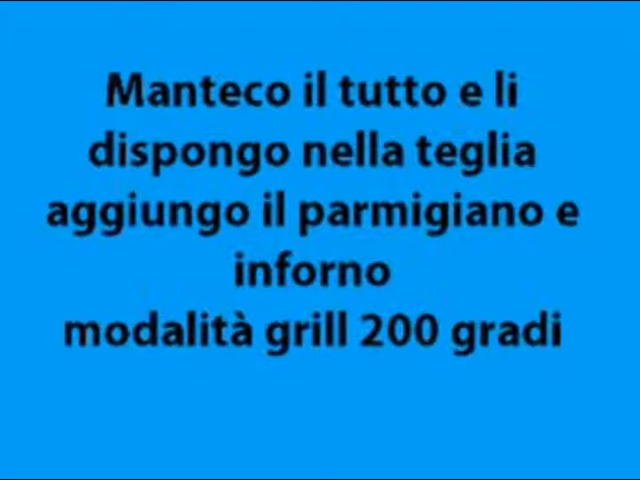 Manteco il tutto e li
dispongo nella teglia
aggiungo il parmigiano e
inforno
modalità grill 200 gradi